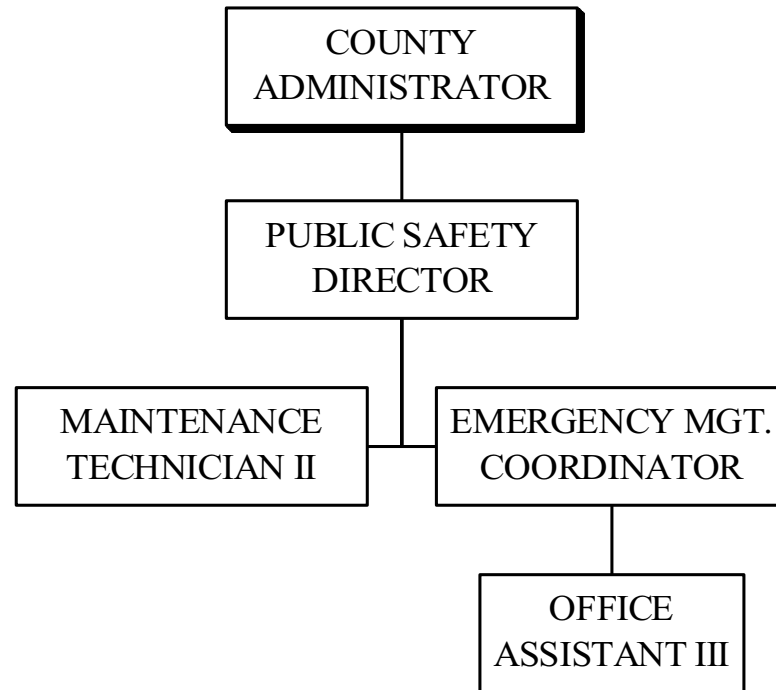 COUNTY
ADMINISTRATOR
PUBLIC SAFETY
DIRECTOR
MAINTENANCE
TECHNICIAN II
EMERGENCY MGT.
COORDINATOR
OFFICE
ASSISTANT III